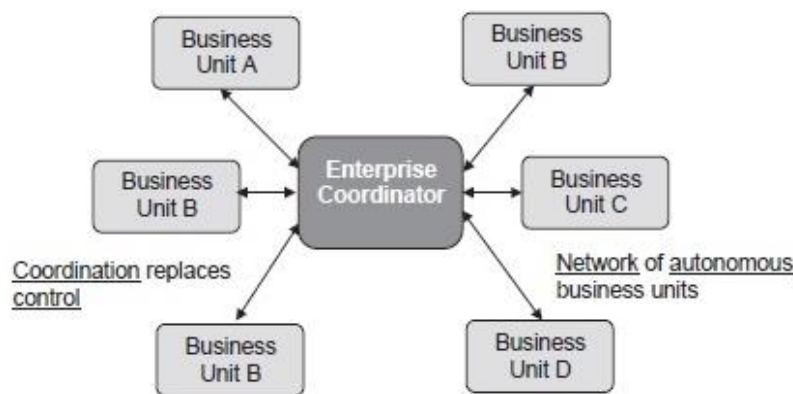 Business
Unit A
Business
Unit B
Enterprise
Coordinator
Business
Unit B
Business
Unit C
Coordination replaces
control
Network of autonomous
business units
Business
Unit B
Business
Unit D